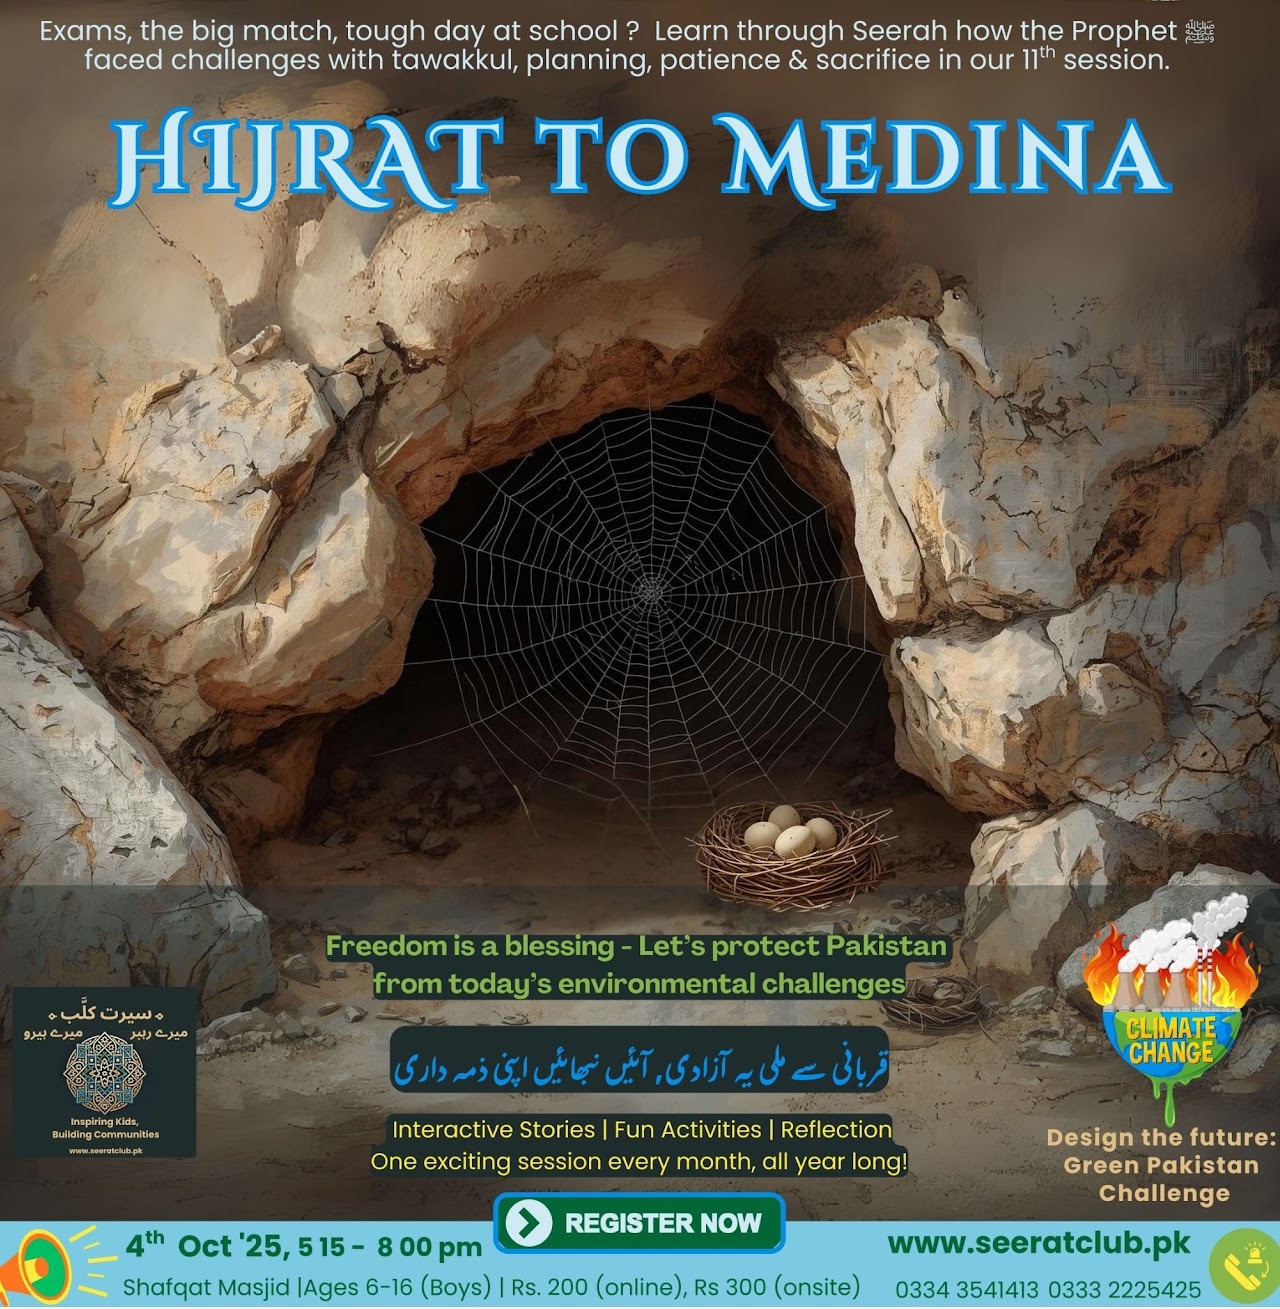 Exams, the big match, tough day at school ? Learn through Seerah how the Prophet ﷺ
faced challenges with tawakkul, planning, patience & sacrifice in our 11th session.
HIJRAT TO MEDINA
Freedom is a blessing - Let's protect Pakistan
from today's environmental challenges
قربانی سے ملی یہ آزادی, آئیں نبھائیں اپنی ذمہ داری
Interactive Stories | Fun Activities | Reflection
One exciting session every month, all year long!
سیرت کلَب
میرے رہبر میرے ہیرو
Inspiring Kids,
Building Communities
www.seeratclub.pk
CLIMATE
CHANGE
Design the future:
Green Pakistan
Challenge
REGISTER NOW
4th Oct '25, 5 15 - 8 00 pm
www.seeratclub.pk
Shafqat Masjid |Ages 6-16 (Boys) | Rs. 200 (online), Rs 300 (onsite)
0334 3541413 0333 2225425